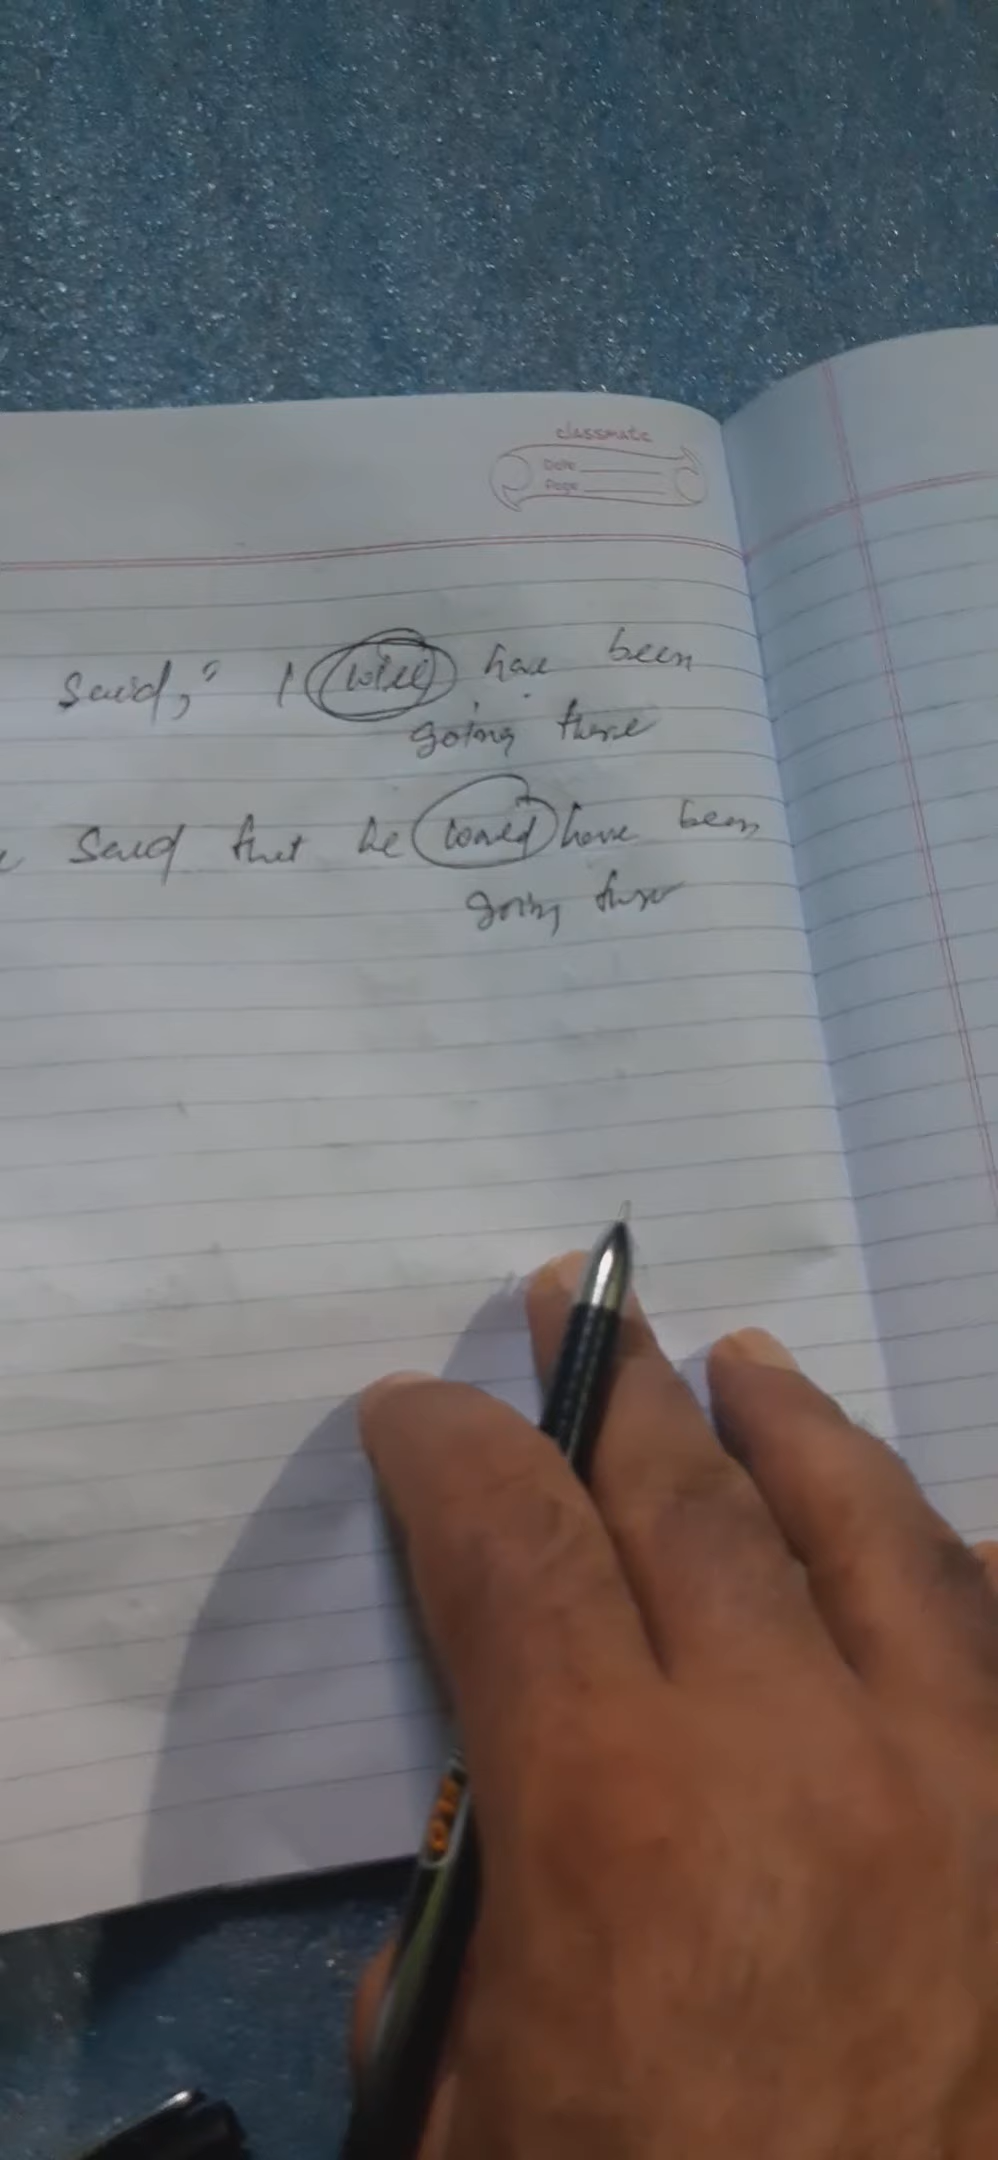 classmate
Date
Page
Said," I will have been
going there
Said that he would have been
going there